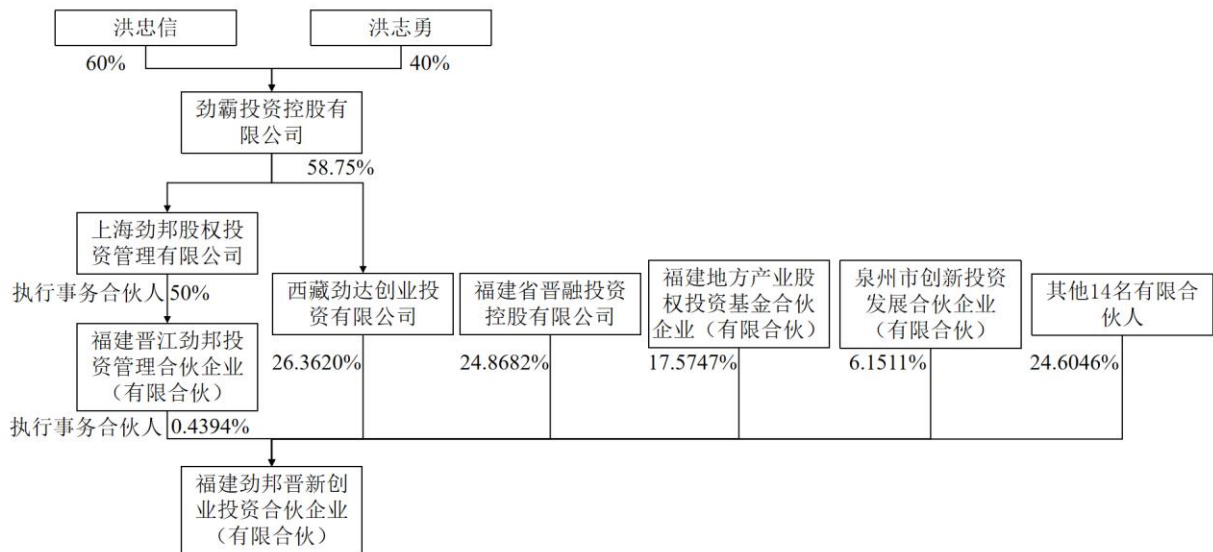 洪忠信
洪志勇
60%
40%
劲霸投资控股有
限公司
58.75%
上海劲邦股权投
资管理有限公司
执行事务合伙人
50%
西藏劲达创业投
资有限公司
福建省晋融投资
控股有限公司
福建地方产业股
权投资基金合伙
企业（有限合伙）
泉州市创新投资
发展合伙企业
（有限合伙）
其他14名有限合
伙人
福建晋江劲邦投
资管理合伙企业
（有限合伙）
26.3620%
24.8682%
17.5747%
6.1511%
24.6046%
执行事务合伙人
0.4394%
福建劲邦晋新创
业投资合伙企业
（有限合伙）